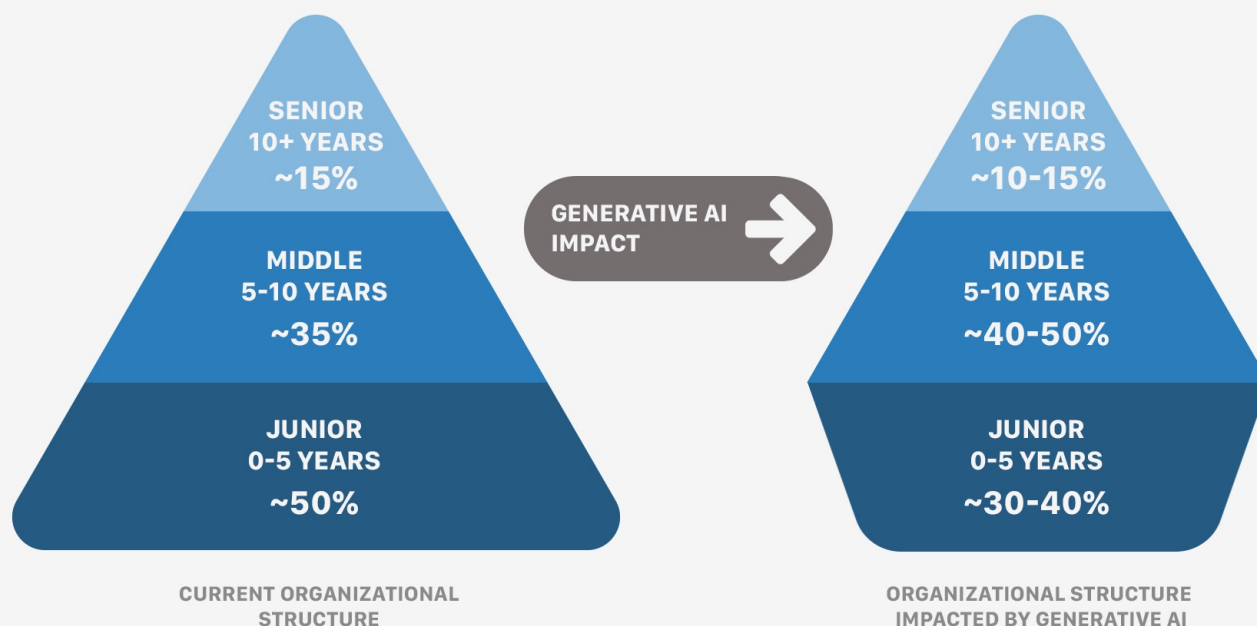 SENIOR
10+ YEARS
~15%
MIDDLE
5-10 YEARS
~35%
JUNIOR
0-5 YEARS
~50%
CURRENT ORGANIZATIONAL
STRUCTURE
GENERATIVE AI
IMPACT
SENIOR
10+ YEARS
~10-15%
MIDDLE
5-10 YEARS
~40-50%
JUNIOR
0-5 YEARS
~30-40%
ORGANIZATIONAL STRUCTURE
IMPACTED BY GENERATIVE AI